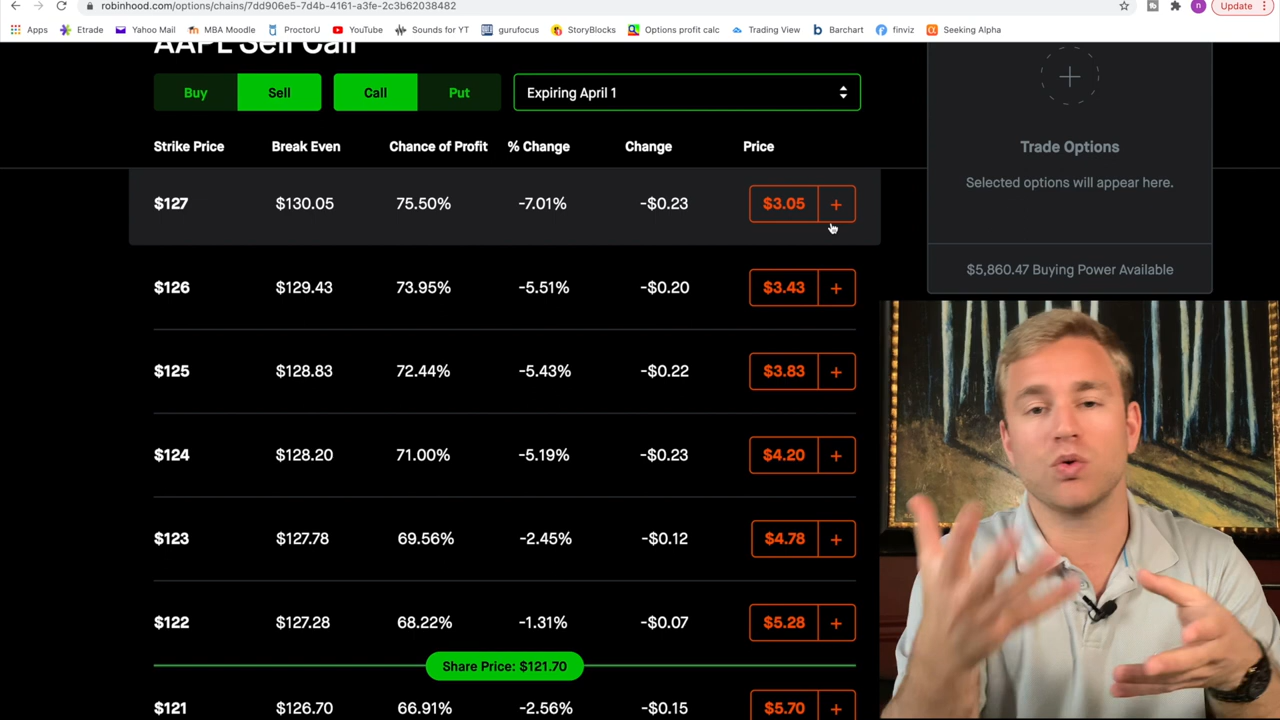 robinhood.com/options/chains/7dd906e5-7d4b-4161-a3fe-2c3b62038482
n
Update
Apps Etrade Yahoo Mail MBA Moodle ProctorU YouTube Sounds for YT gurufocus StoryBlocks Options profit calc Trading View Barchart finviz Seeking Alpha
AAPL Sell Call
Buy Sell Call Put Expiring April 1
Strike Price Break Even Chance of Profit % Change Change Price
$127 $130.05 75.50% -7.01% -$0.23 $3.05 +
$126 $129.43 73.95% -5.51% -$0.20 $3.43 +
$125 $128.83 72.44% -5.43% -$0.22 $3.83 +
$124 $128.20 71.00% -5.19% -$0.23 $4.20 +
$123 $127.78 69.56% -2.45% -$0.12 $4.78 +
$122 $127.28 68.22% -1.31% -$0.07 $5.28 +
Share Price: $121.70
$121 $126.70 66.91% -2.56% -$0.15 $5.70 +
Trade Options
Selected options will appear here.
$5,860.47 Buying Power Available